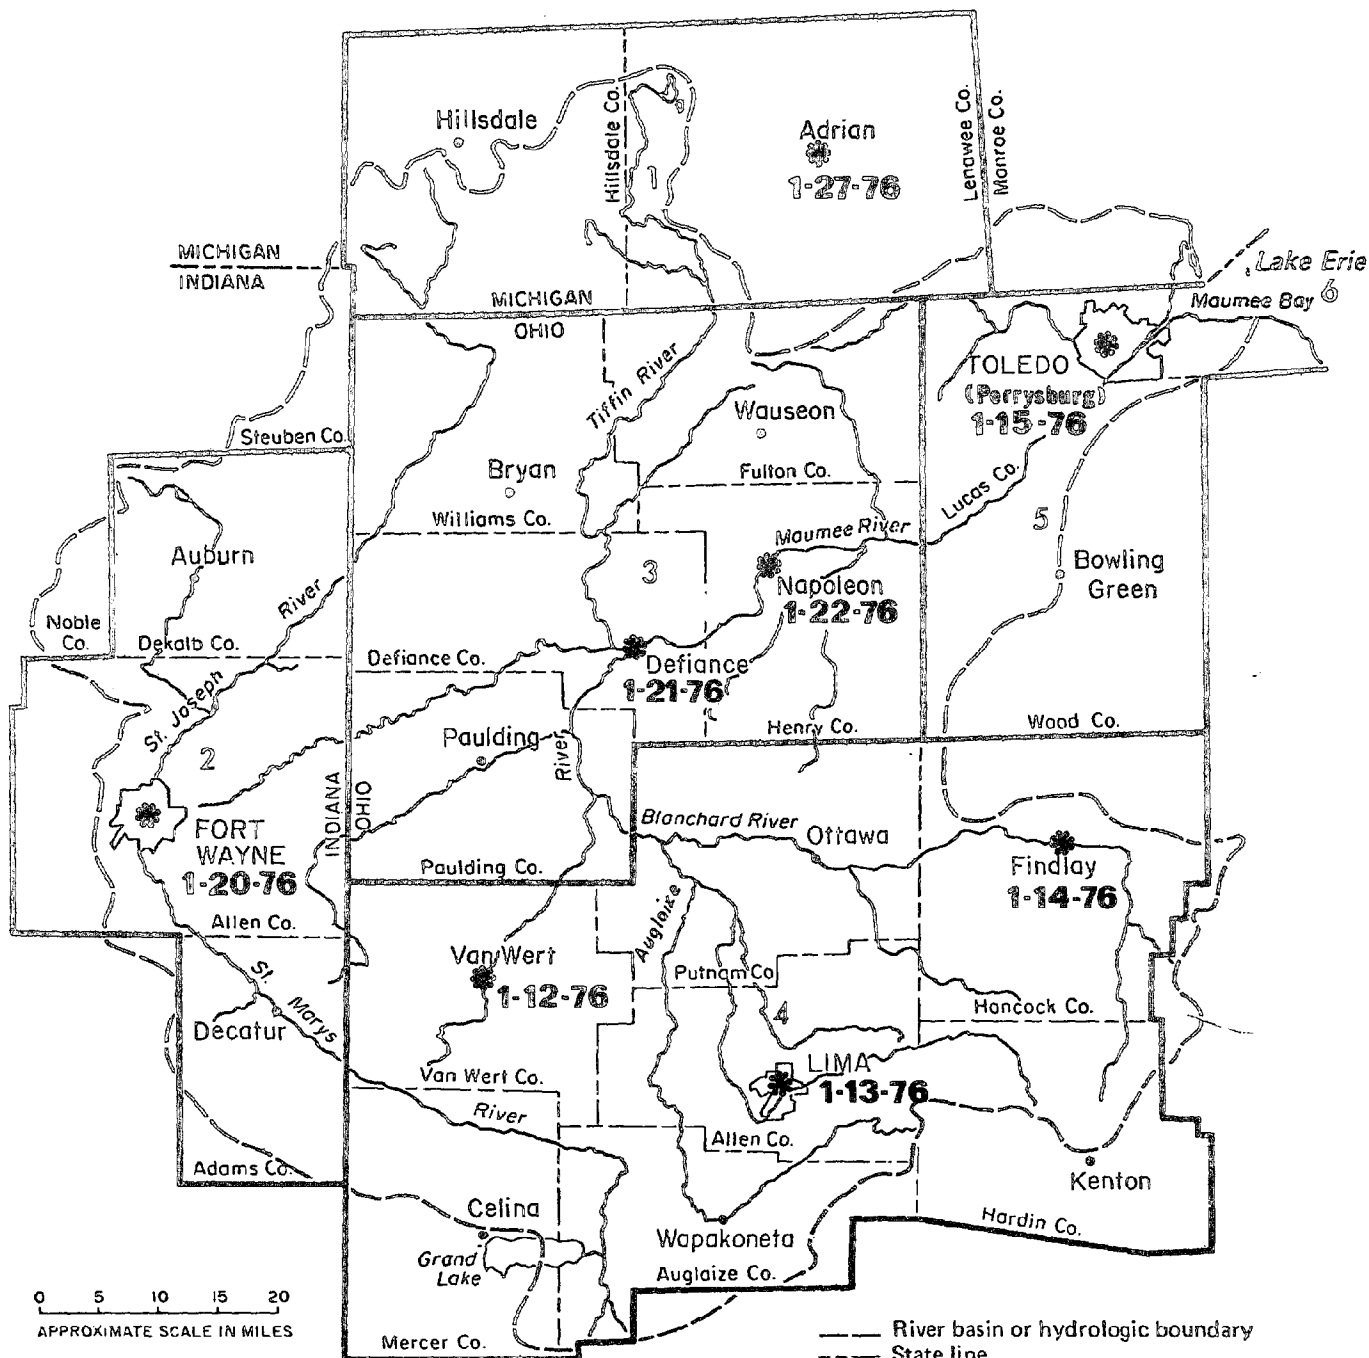 Hillsdale
Hillsdale Co.
1
Adrian
1-27-76
Lenawee Co.
Monroe Co.
MICHIGAN
INDIANA
Lake Erie
6
Maumee Bay
MICHIGAN
OHIO
TOLEDO
(Perrysburg)
1-15-76
Tiffin River
Wauseon
Steuben Co.
Bryan
Fulton Co.
Lucas Co.
Williams Co.
5
Maumee River
Auburn
3
Bowling
Green
Napoleon
1-22-76
River
Noble
Co.
Dekalb Co.
Defiance Co.
Defiance
1-21-76
St. Joseph
Henry Co.
Wood Co.
Paulding
River
2
INDIANA
OHIO
Blanchard River
Ottawa
FORT
WAYNE
1-20-76
Paulding Co.
Findlay
1-14-76
Allen Co.
Auglaize
Van Wert
1-12-76
Putnam Co
St. Marys
Decatur
4
Hancock Co.
LIMA
1-13-76
Van Wert Co.
River
Allen Co.
Adams Co.
Kenton
Celina
Hardin Co.
Wapakoneta
Grand
Lake
Auglaize Co.
0 5 10 15 20
APPROXIMATE SCALE IN MILES
Mercer Co.
River basin or hydrologic boundary
State line